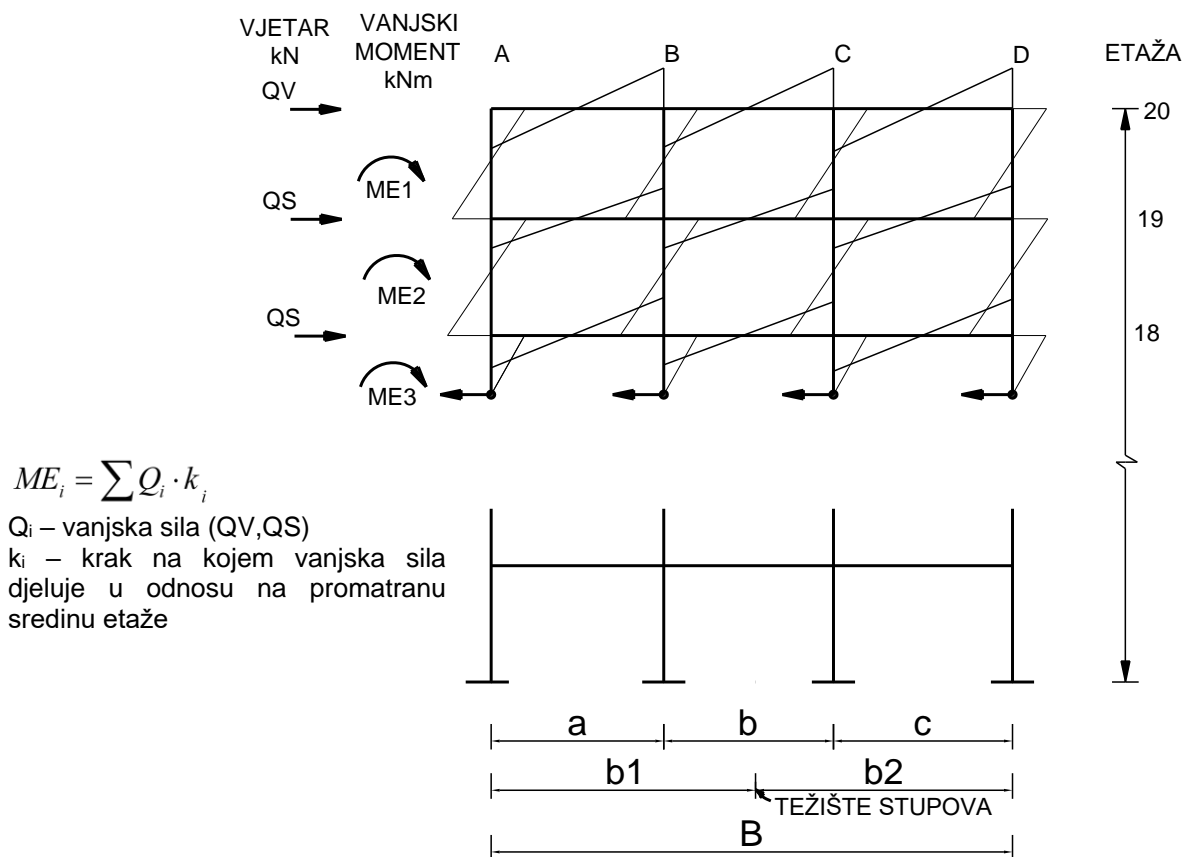 VJETAR
kN
VANJSKI
MOMENT
kNm
A
B
C
D
ETAŽA
QV
20
ME1
QS
19
ME2
QS
18
ME3
MEᵢ = ∑ Qᵢ · kᵢ
Qᵢ – vanjska sila (QV,QS)
kᵢ – krak na kojem vanjska sila
djeluje u odnosu na promatranu
sredinu etaže
a
b
c
b1
b2
TEŽIŠTE STUPOVA
B